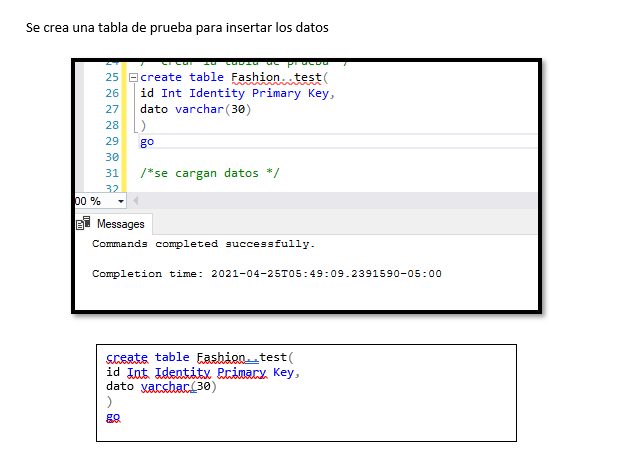 Se crea una tabla de prueba para insertar los datos
24 /* crear la tabla de prueba */
25 create table Fashion..test(
26 id Int Identity Primary Key,
27 dato varchar(30)
28 )
29 go
30
31 /*se cargan datos */
32
00 %
Messages
Commands completed successfully.
Completion time: 2021-04-25T05:49:09.2391590-05:00
create table Fashion..test(
id Int Identity Primary Key,
dato varchar(30)
)
go